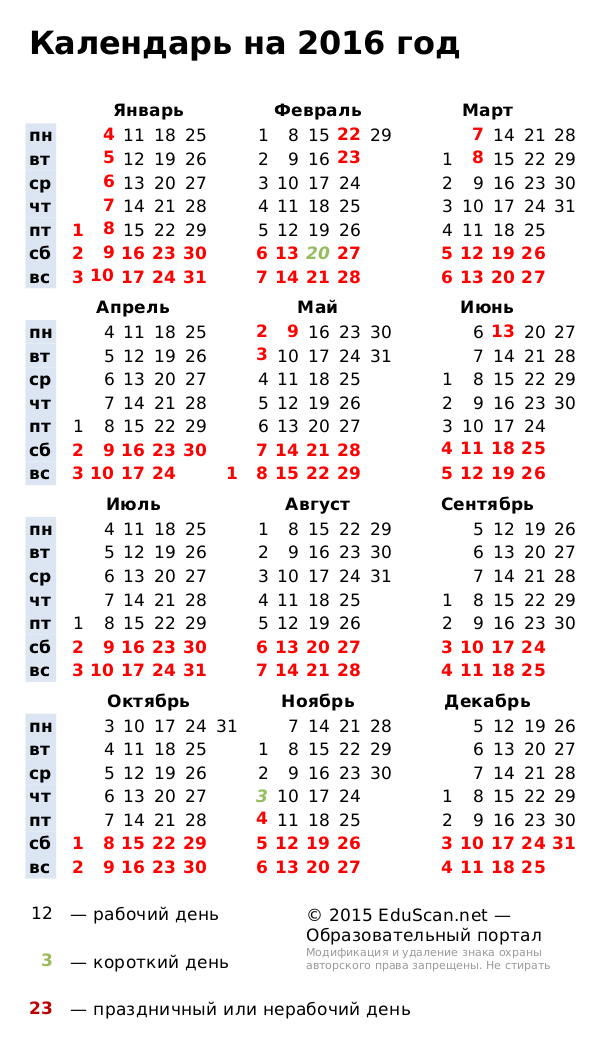 Календарь на 2016 год
Январь Февраль Март
пн 4 11 18 25 1 8 15 22 29 7 14 21 28
вт 5 12 19 26 2 9 16 23 1 8 15 22 29
ср 6 13 20 27 3 10 17 24 2 9 16 23 30
чт 7 14 21 28 4 11 18 25 3 10 17 24 31
пт 1 8 15 22 29 5 12 19 26 4 11 18 25
сб 2 9 16 23 30 6 13 20 27 5 12 19 26
вс 3 10 17 24 31 7 14 21 28 6 13 20 27
Апрель Май Июнь
пн 4 11 18 25 2 9 16 23 30 6 13 20 27
вт 5 12 19 26 3 10 17 24 31 7 14 21 28
ср 6 13 20 27 4 11 18 25 1 8 15 22 29
чт 7 14 21 28 5 12 19 26 2 9 16 23 30
пт 1 8 15 22 29 6 13 20 27 3 10 17 24
сб 2 9 16 23 30 7 14 21 28 4 11 18 25
вс 3 10 17 24 1 8 15 22 29 5 12 19 26
Июль Август Сентябрь
пн 4 11 18 25 1 8 15 22 29 5 12 19 26
вт 5 12 19 26 2 9 16 23 30 6 13 20 27
ср 6 13 20 27 3 10 17 24 31 7 14 21 28
чт 7 14 21 28 4 11 18 25 1 8 15 22 29
пт 1 8 15 22 29 5 12 19 26 2 9 16 23 30
сб 2 9 16 23 30 6 13 20 27 3 10 17 24
вс 3 10 17 24 31 7 14 21 28 4 11 18 25
Октябрь Ноябрь Декабрь
пн 3 10 17 24 31 7 14 21 28 5 12 19 26
вт 4 11 18 25 1 8 15 22 29 6 13 20 27
ср 5 12 19 26 2 9 16 23 30 7 14 21 28
чт 6 13 20 27 3 10 17 24 1 8 15 22 29
пт 7 14 21 28 4 11 18 25 2 9 16 23 30
сб 1 8 15 22 29 5 12 19 26 3 10 17 24 31
вс 2 9 16 23 30 6 13 20 27 4 11 18 25
12 — рабочий день
3 — короткий день
23 — праздничный или нерабочий день
© 2015 EduScan.net —
Образовательный портал
Модификация и удаление знака охраны
авторского права запрещены. Не стирать